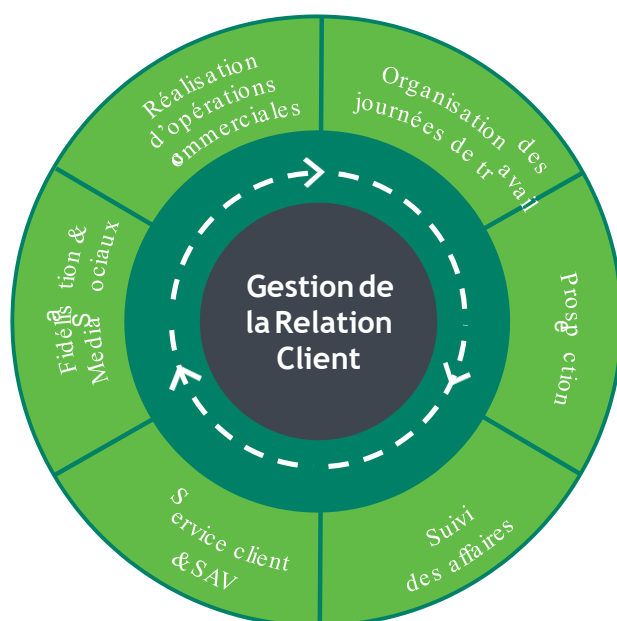 Gestion de
la Relation
Client
Organisation des
journées de travail
Prospection
Suivi
des affaires
Service client
& SAV
Fidélisation &
Media Sociaux
Réalisation
d’opérations
commerciales